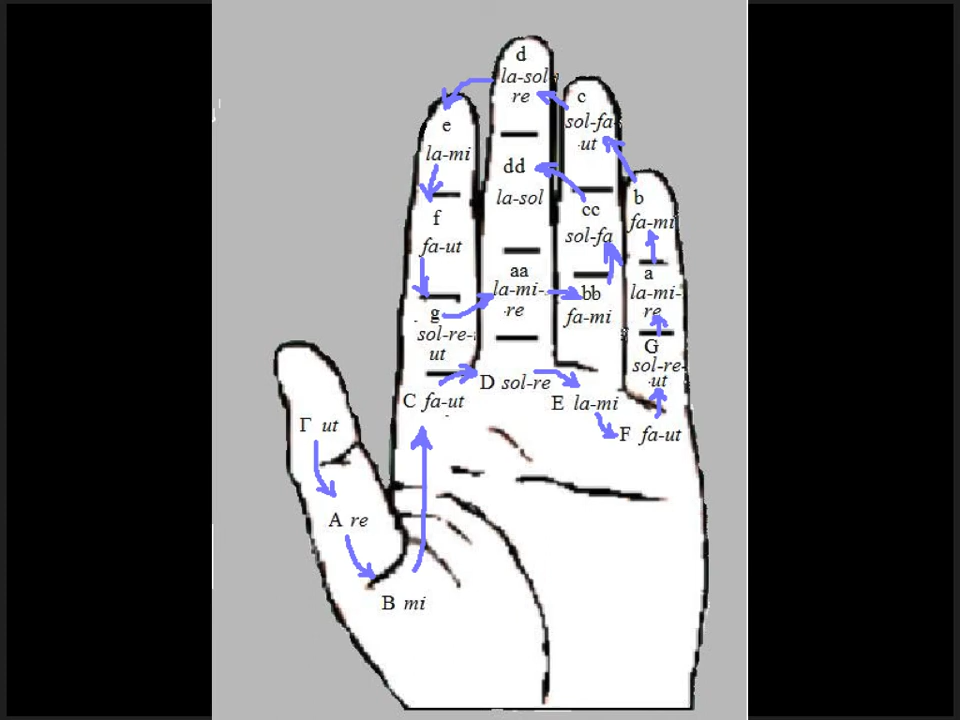 d
la-sol
re
c
sol-fa
ut
e
la-mi
dd
la-sol
b
fa-mi
f
fa-ut
cc
sol-fa
aa
la-mi-
re
bb
fa-mi
a
la-mi-
re
g
sol-re-
ut
G
sol-re-
ut
C fa-ut
D sol-re
E la-mi
F fa-ut
Γ ut
A re
B mi